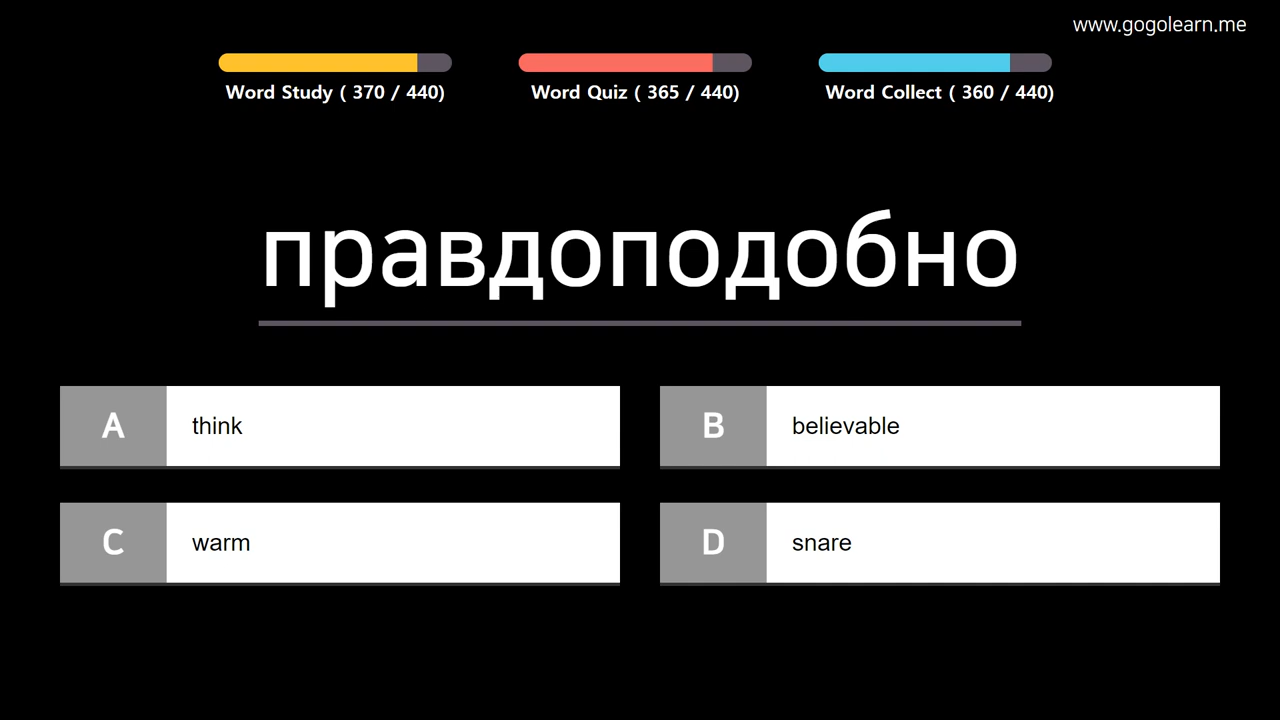 www.gogolearn.me
Word Study ( 370 / 440)
Word Quiz ( 365 / 440)
Word Collect ( 360 / 440)
правдоподобно
A think
B believable
C warm
D snare